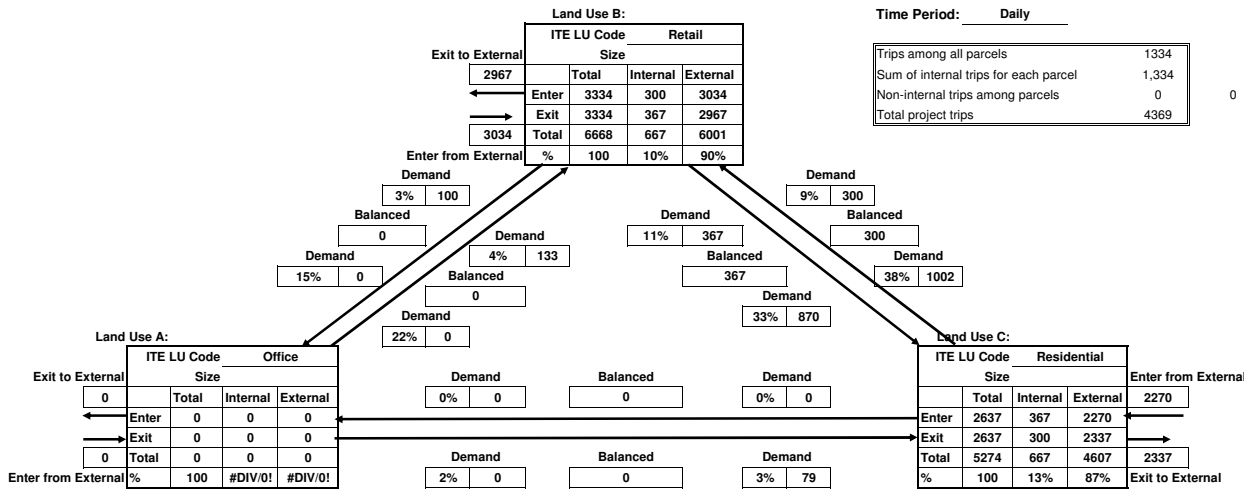 Land Use B:
Time Period: Daily
ITE LU Code Retail
Exit to External Size
2967 Total Internal External
Enter 3334 300 3034
Exit 3334 367 2967
3034 Total 6668 667 6001
Enter from External % 100 10% 90%
Trips among all parcels 1334
Sum of internal trips for each parcel 1,334
Non-internal trips among parcels 0 0
Total project trips 4369
Demand
3% 100
Balanced
0
Demand
15% 0
Demand
4% 133
Balanced
0
Demand
22% 0
Demand
11% 367
Balanced
367
Demand
33% 870
Demand
9% 300
Balanced
300
Demand
38% 1002
Land Use A:
ITE LU Code Office
Exit to External Size
0 Total Internal External
Enter 0 0 0
Exit 0 0 0
0 Total 0 0 0
Enter from External % 100 #DIV/0! #DIV/0!
Demand Balanced Demand
0% 0 0 0% 0
Demand Balanced Demand
2% 0 0 3% 79
Land Use C:
ITE LU Code Residential
Size Enter from External
Total Internal External 2270
Enter 2637 367 2270
Exit 2637 300 2337
Total 5274 667 4607 2337
% 100 13% 87% Exit to External